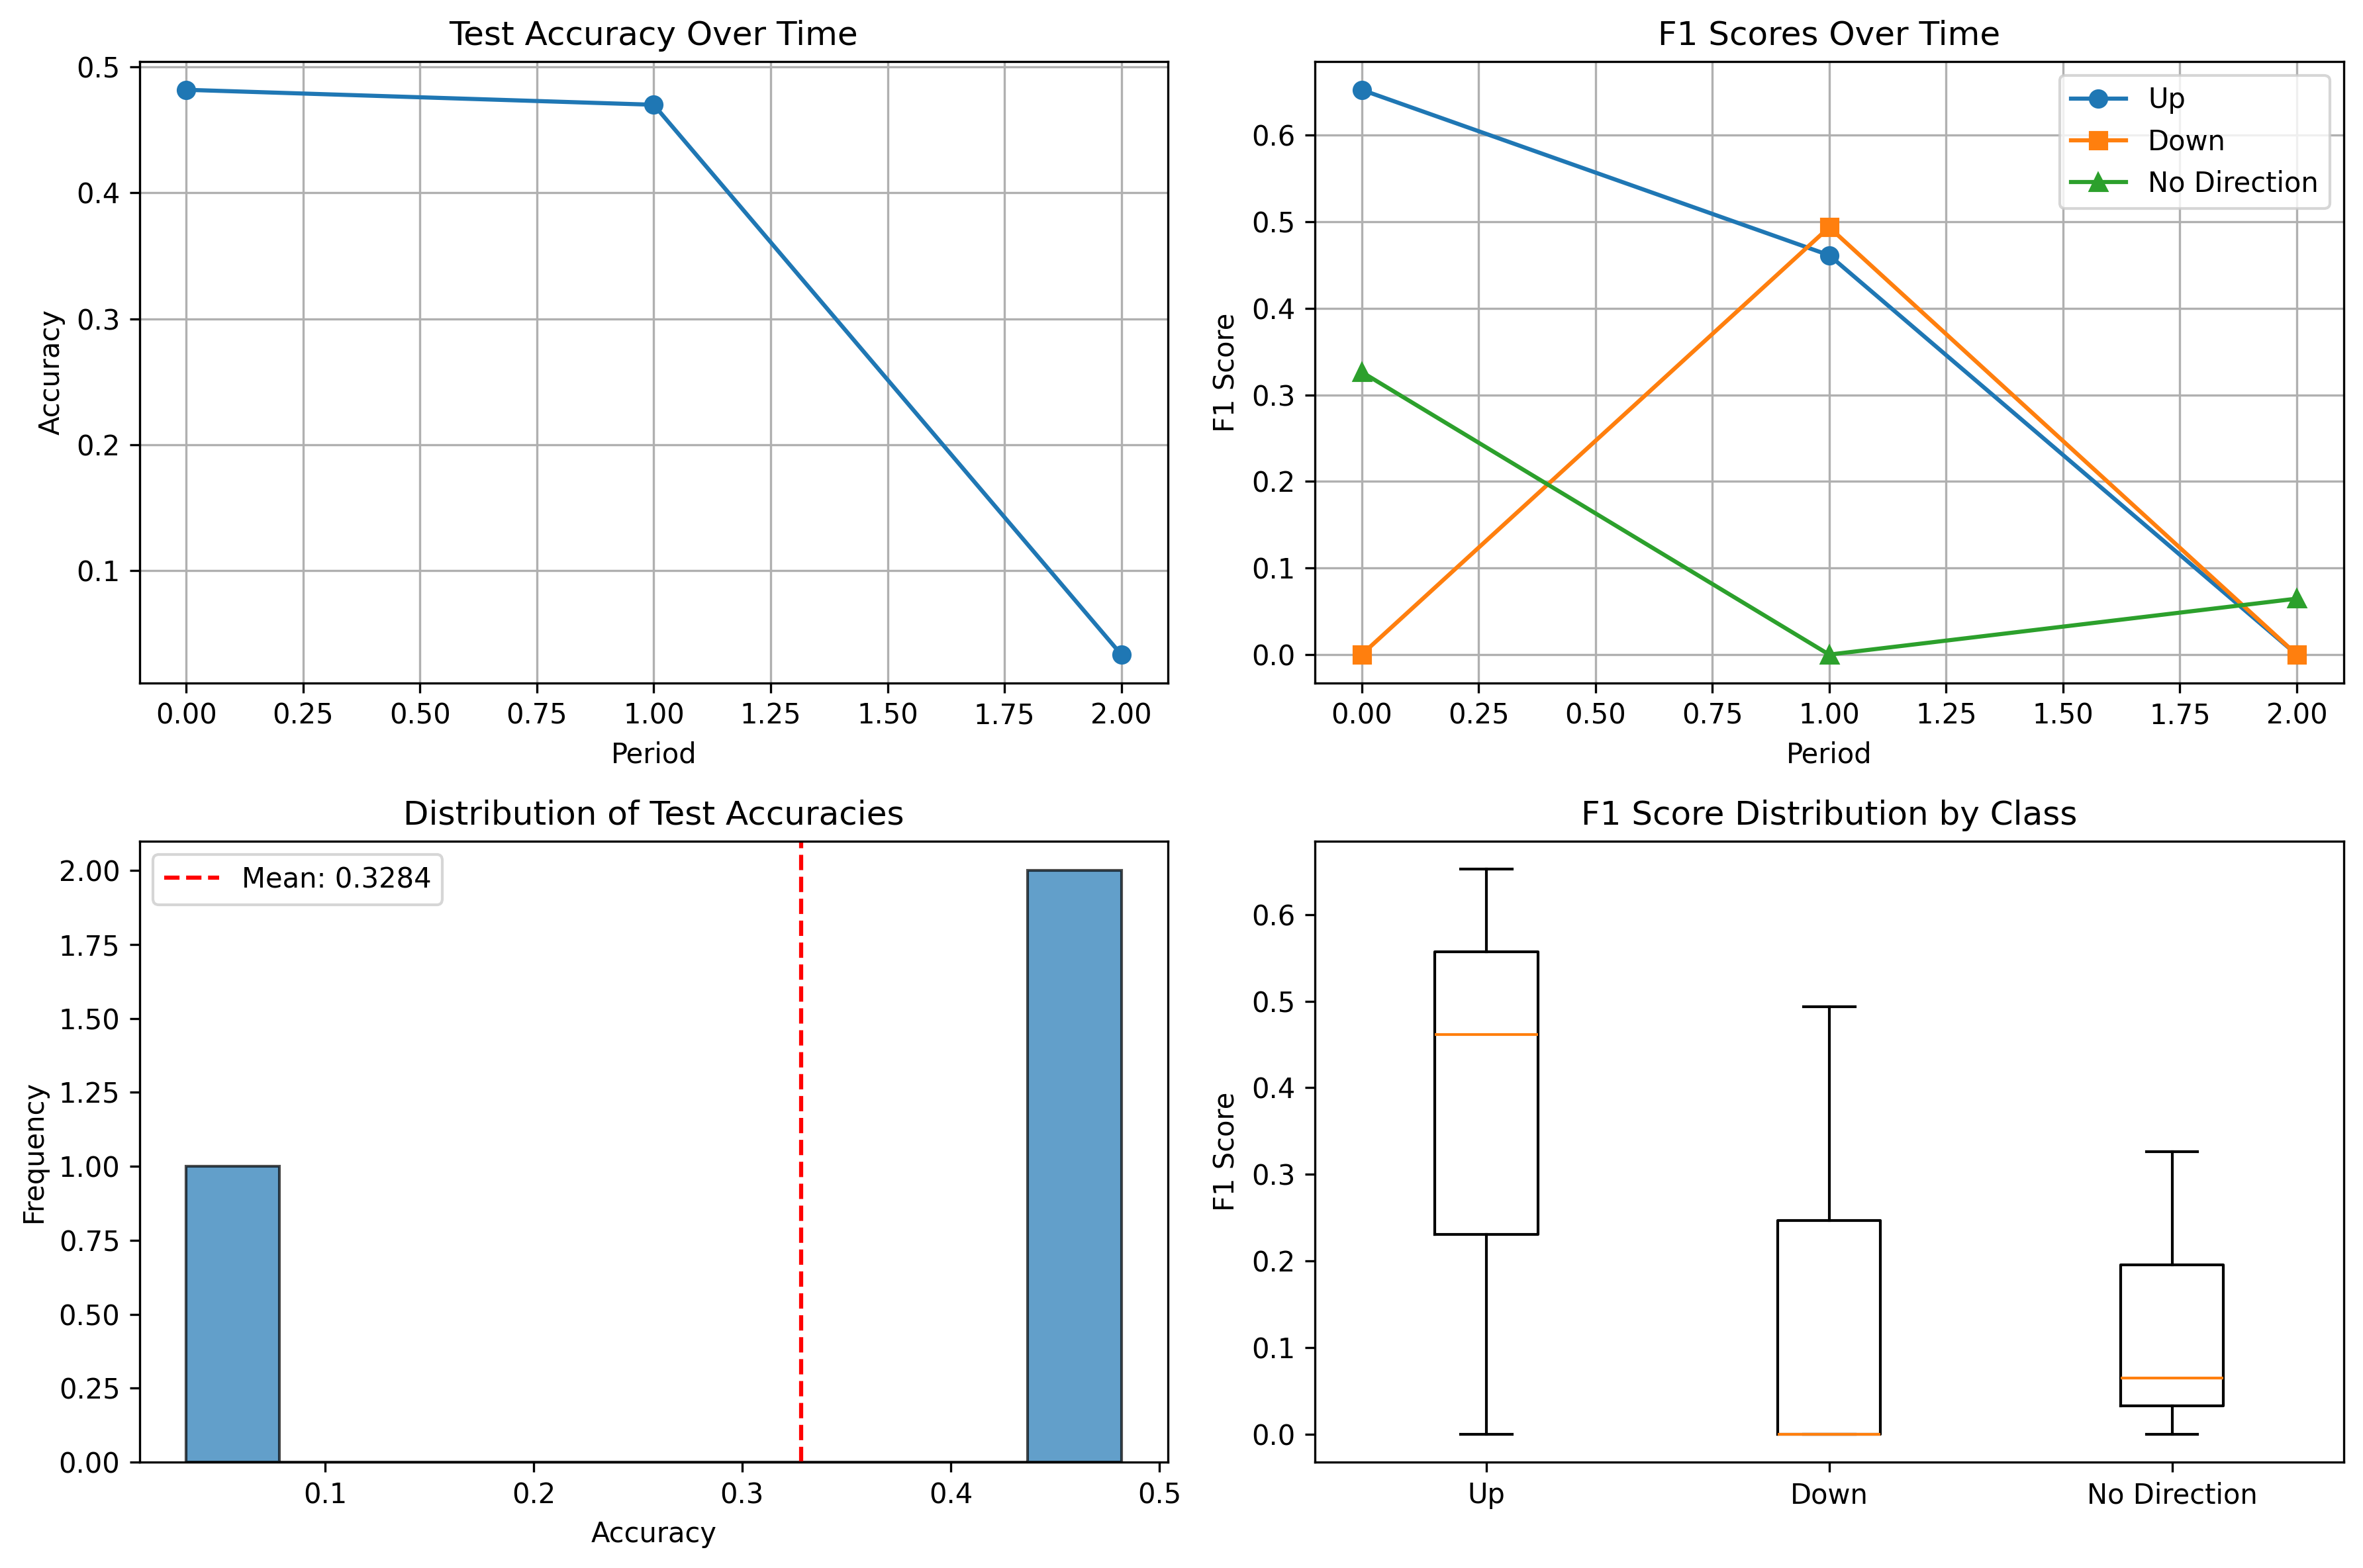 Test Accuracy Over Time
Accuracy
0.5
0.4
0.3
0.2
0.1
0.00 0.25 0.50 0.75 1.00 1.25 1.50 1.75 2.00
Period
F1 Scores Over Time
F1 Score
0.6
0.5
0.4
0.3
0.2
0.1
0.0
Up
Down
No Direction
0.00 0.25 0.50 0.75 1.00 1.25 1.50 1.75 2.00
Period
Distribution of Test Accuracies
Frequency
2.00
1.75
1.50
1.25
1.00
0.75
0.50
0.25
0.00
Mean: 0.3284
0.1 0.2 0.3 0.4 0.5
Accuracy
F1 Score Distribution by Class
F1 Score
0.6
0.5
0.4
0.3
0.2
0.1
0.0
Up Down No Direction